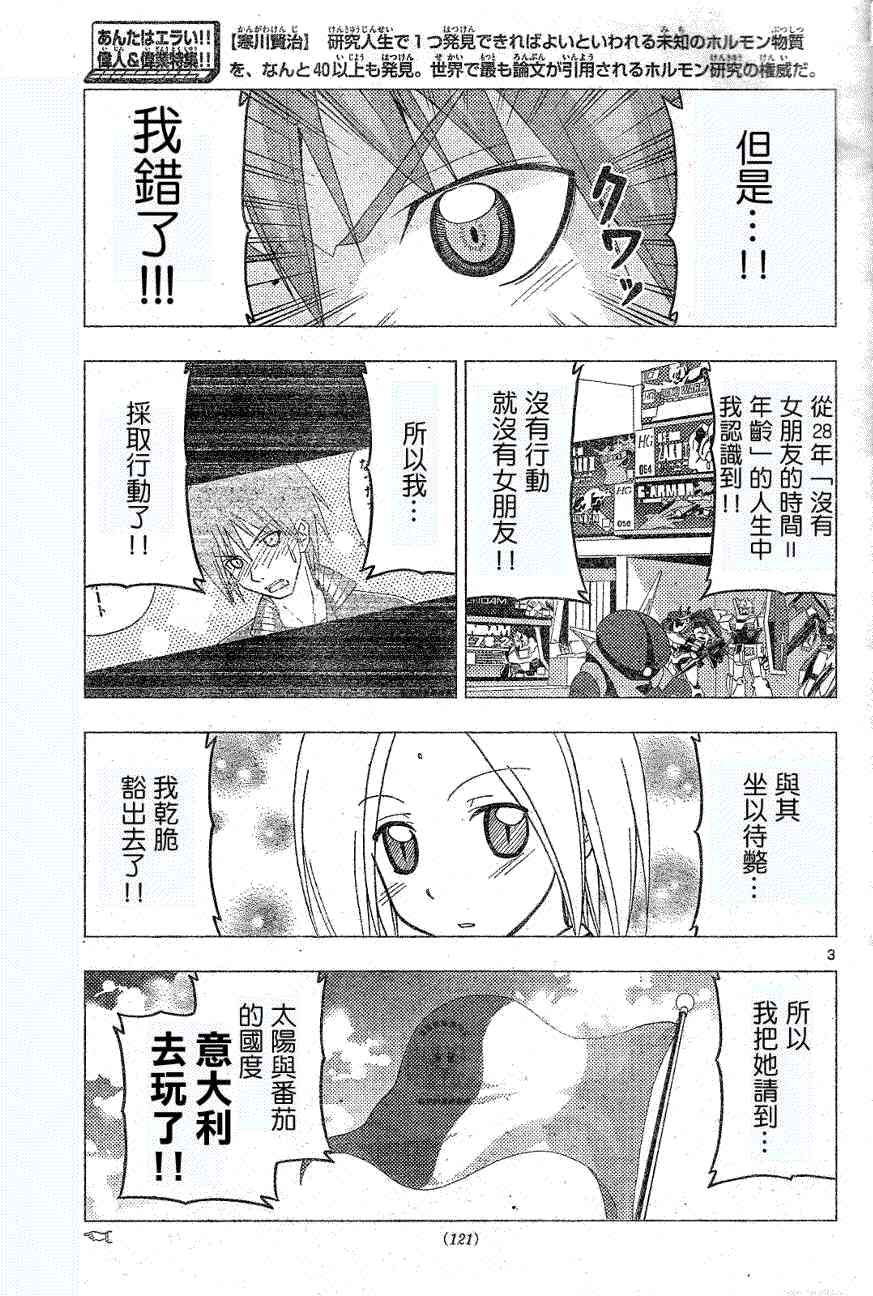 あんたはエラい!!
偉人&偉業特集!!
【寒川賢治】 研究人生で1つ発見できればよいといわれる未知のホルモン物質
を、なんと40以上も発見。世界で最も論文が引用されるホルモン研究の権威だ。
但是…!!
クワッ
我錯了!!!
從28年「沒有
女朋友的時間=
年齡」的人生中
我認識到!!
沒有行動
就沒有女朋友!!
HG
054
HG
056
所以我…
採取行動了!!
與其
坐以待斃…
我乾脆
豁出去了!!
3
所以
我把她請到…
太陽與番茄
的國度
意大利
去玩了!!
(121)